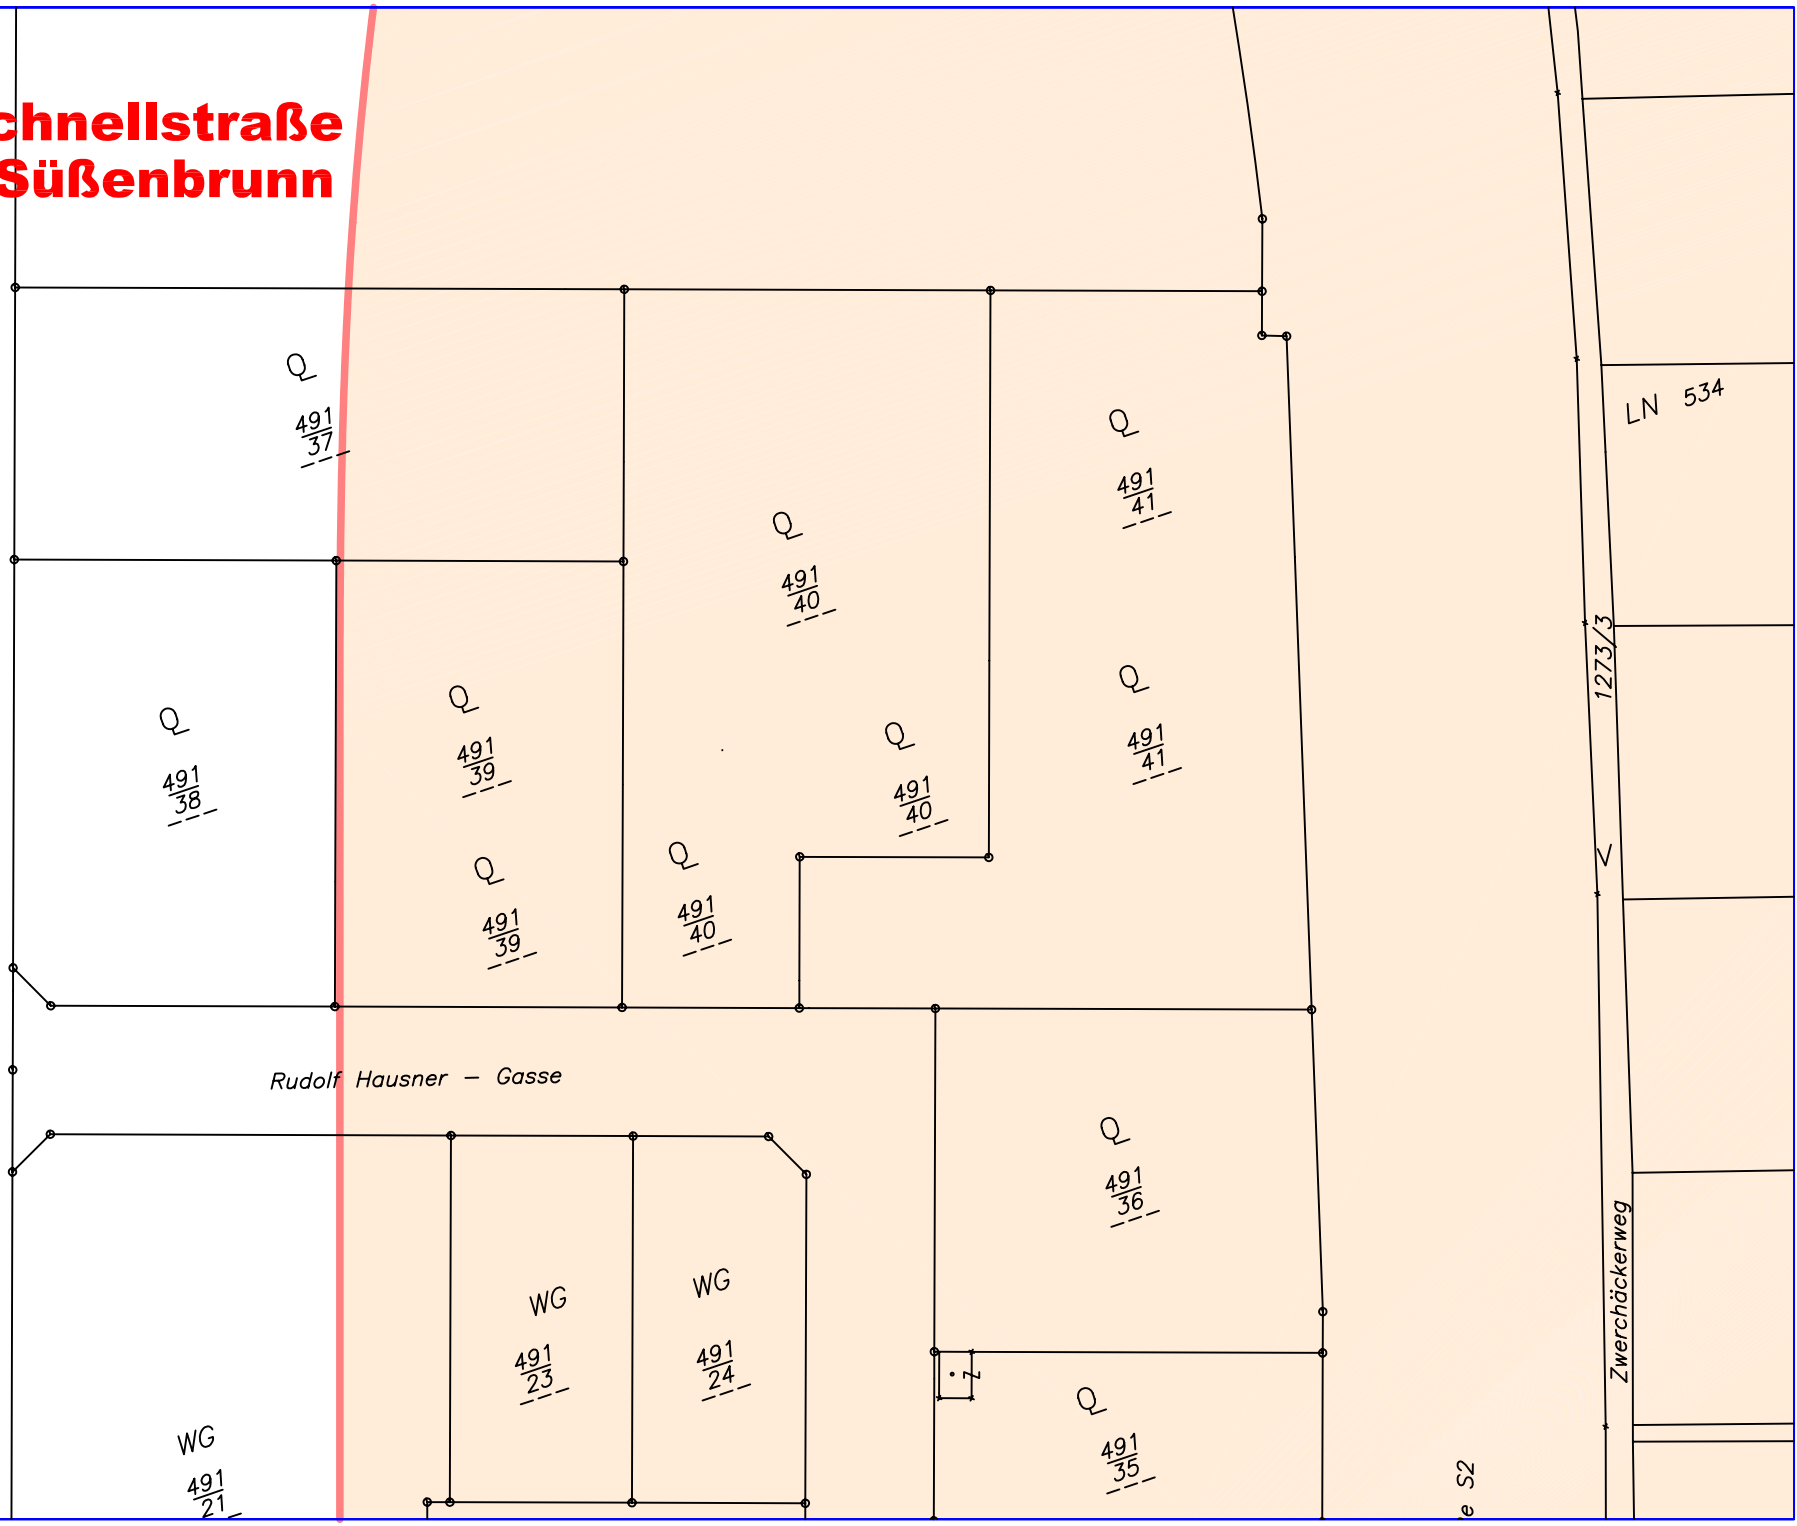 chnellstraße
Süßenbrunn
Q
491
37
Q
491
41
LN 534
Q
491
40
1273/3
Q
491
38
Q
491
39
Q
491
40
Q
491
41
Q
491
39
Q
491
40
V
Rudolf Hausner - Gasse
Q
491
36
WG
491
23
WG
491
24
Zwerchäckerweg
Z
Q
491
35
WG
491
21
e S2